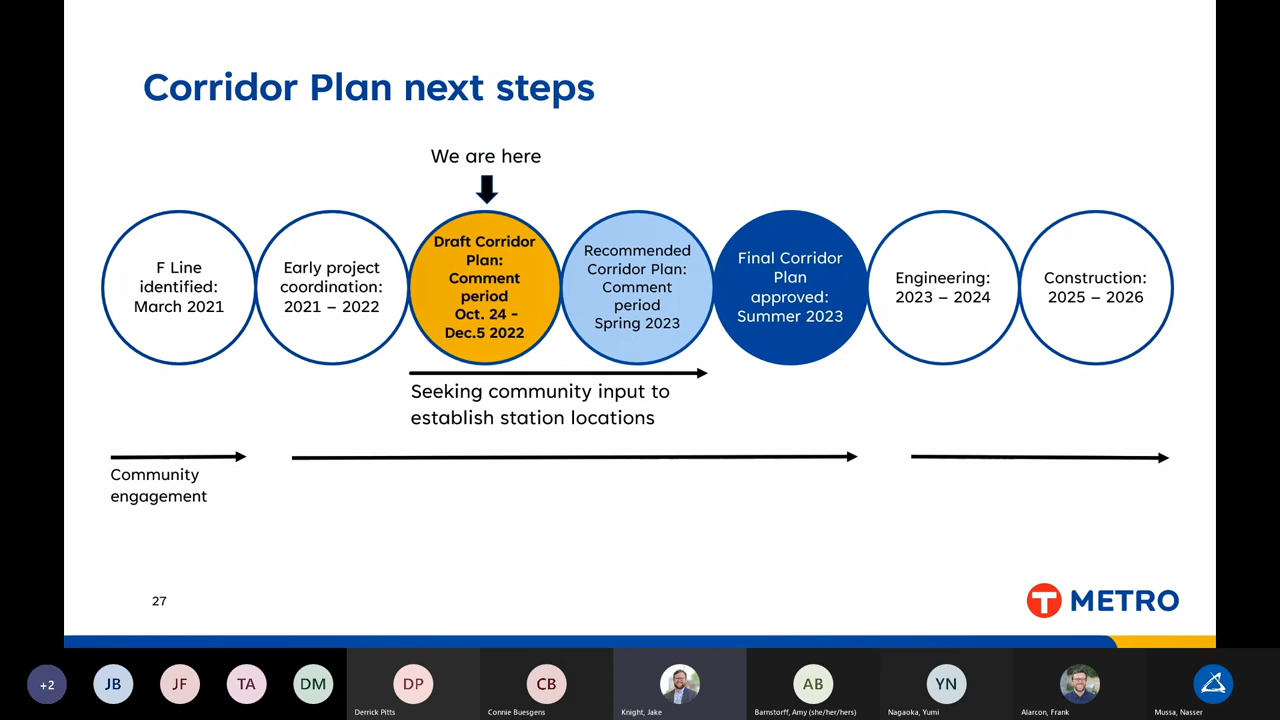 Corridor Plan next steps
We are here
F Line
identified:
March 2021
Early project
coordination:
2021 – 2022
Draft Corridor
Plan:
Comment
period
Oct. 24 -
Dec.5 2022
Recommended
Corridor Plan:
Comment
period
Spring 2023
Final Corridor
Plan
approved:
Summer 2023
Engineering:
2023 – 2024
Construction:
2025 – 2026
Seeking community input to
establish station locations
Community
engagement
27
T METRO
+2
JB
JF
TA
DM
DP
Derrick Pitts
CB
Connie Buesgens
Knight, Jake
AB
Barnstorff, Amy (she/her/hers)
YN
Nagaoka, Yumi
Alarcon, Frank
Mussa, Nasser